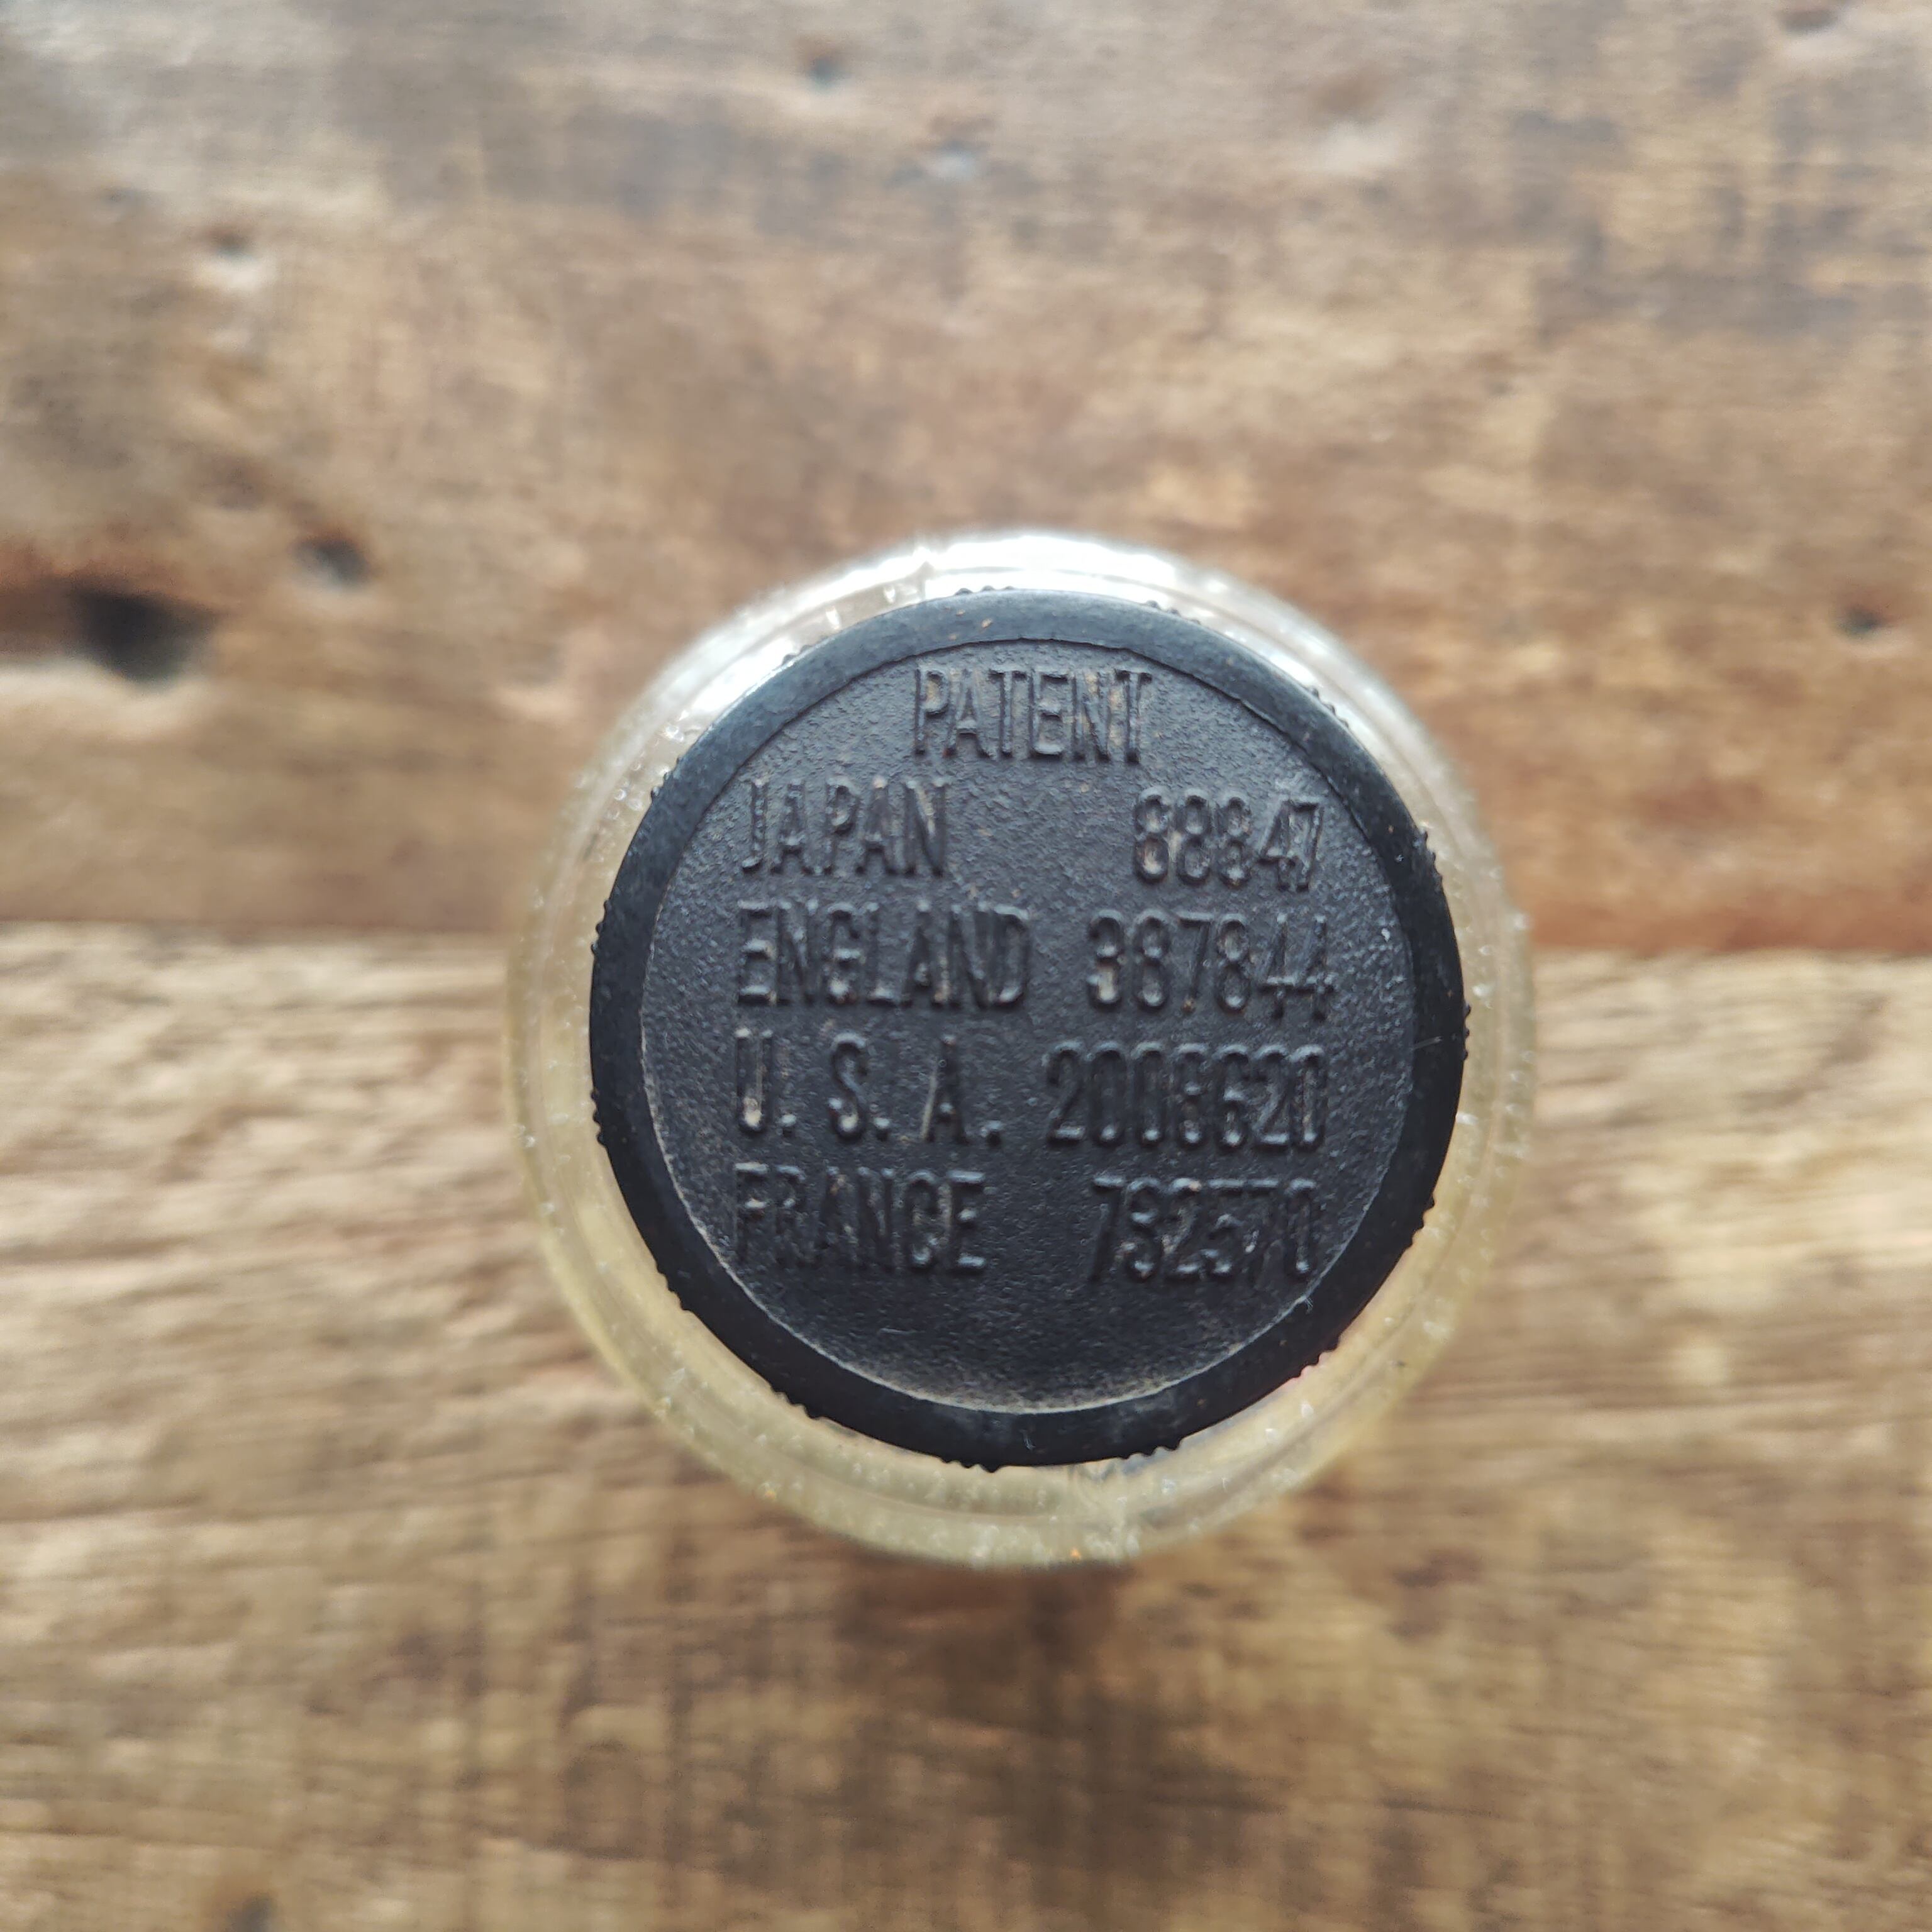 PATENT
JAPAN 88847
ENGLAND 387844
U. S. A. 2006620
FRANCE 782570